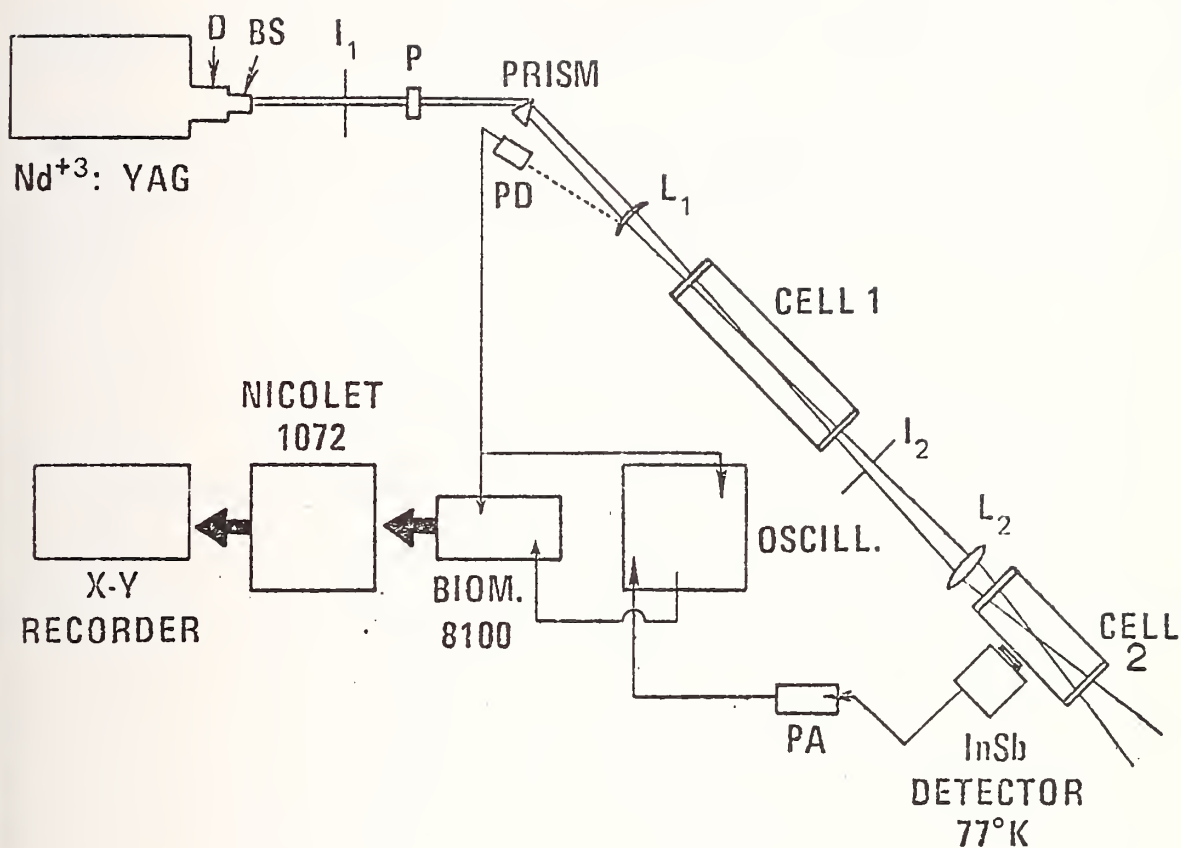 D BS I₁ P PRISM
Nd⁺³: YAG
PD
L₁
CELL 1
NICOLET
1072
I₂
L₂
OSCILL.
X-Y
RECORDER
BIOM.
8100
CELL
2
PA
InSb
DETECTOR
77°K